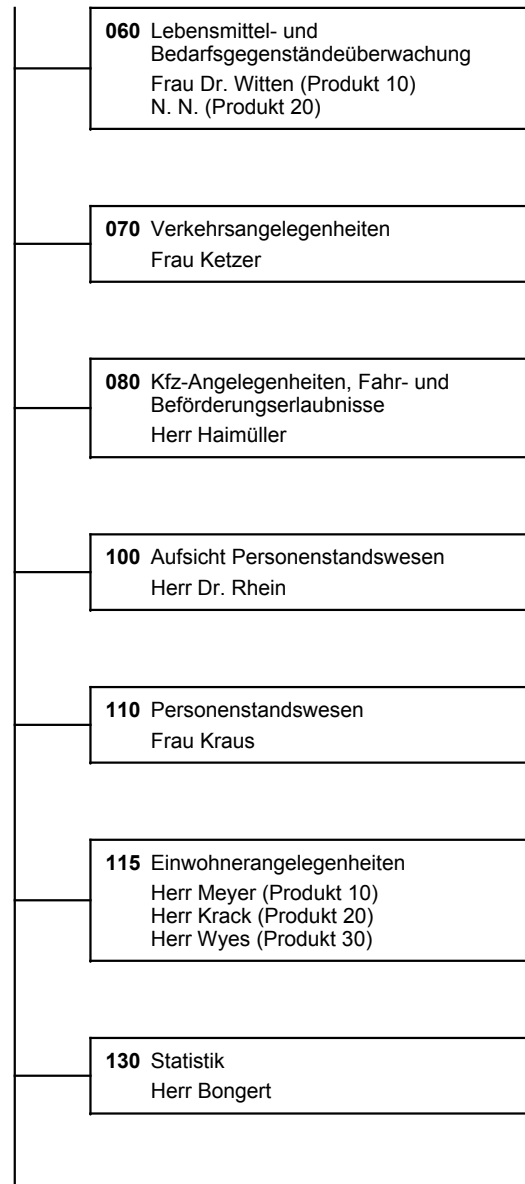 060 Lebensmittel- und
Bedarfsgegenständeüberwachung
Frau Dr. Witten (Produkt 10)
N. N. (Produkt 20)
070 Verkehrsangelegenheiten
Frau Ketzer
080 Kfz-Angelegenheiten, Fahr- und
Beförderungserlaubnisse
Herr Haimüller
100 Aufsicht Personenstandswesen
Herr Dr. Rhein
110 Personenstandswesen
Frau Kraus
115 Einwohnerangelegenheiten
Herr Meyer (Produkt 10)
Herr Krack (Produkt 20)
Herr Wyes (Produkt 30)
130 Statistik
Herr Bongert